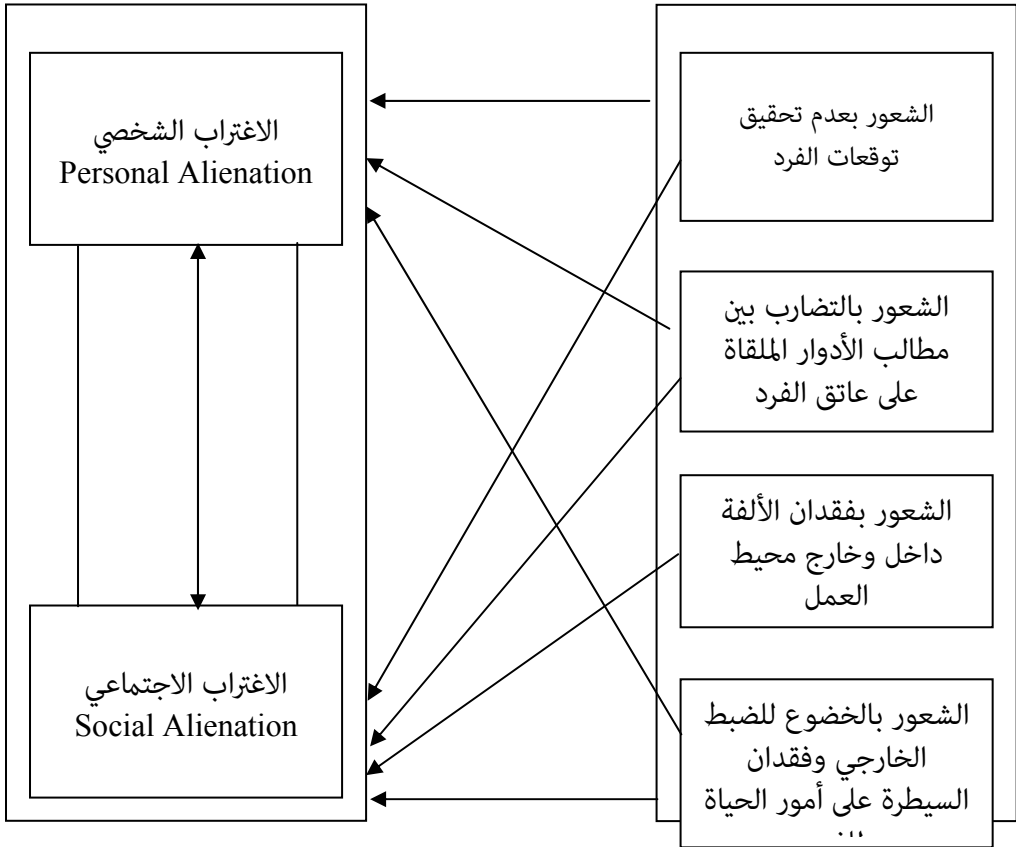 الشعور بعدم تحقيق
توقعات الفرد
الشعور بالتضارب بين
مطالب الأدوار الملقاة
على عاتق الفرد
الشعور بفقدان الألفة
داخل وخارج محيط
العمل
الشعور بالخضوع للضبط
الخارجي وفقدان
السيطرة على أمور الحياة
الاغتراب الشخصي
Personal Alienation
الاغتراب الاجتماعي
Social Alienation